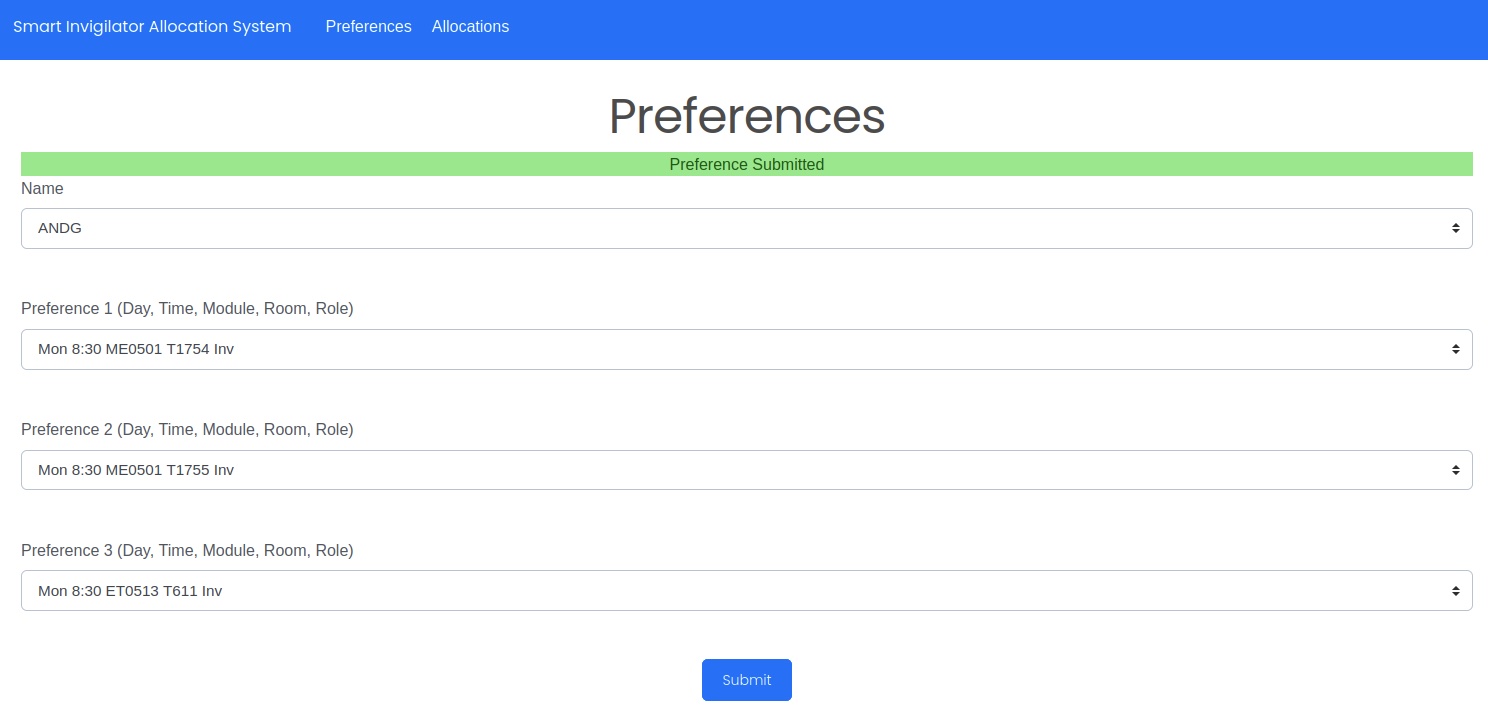 Smart Invigilator Allocation System Preferences Allocations
Preferences
Preference Submitted
Name
ANDG
Preference 1 (Day, Time, Module, Room, Role)
Mon 8:30 ME0501 T1754 Inv
Preference 2 (Day, Time, Module, Room, Role)
Mon 8:30 ME0501 T1755 Inv
Preference 3 (Day, Time, Module, Room, Role)
Mon 8:30 ET0513 T611 Inv
Submit